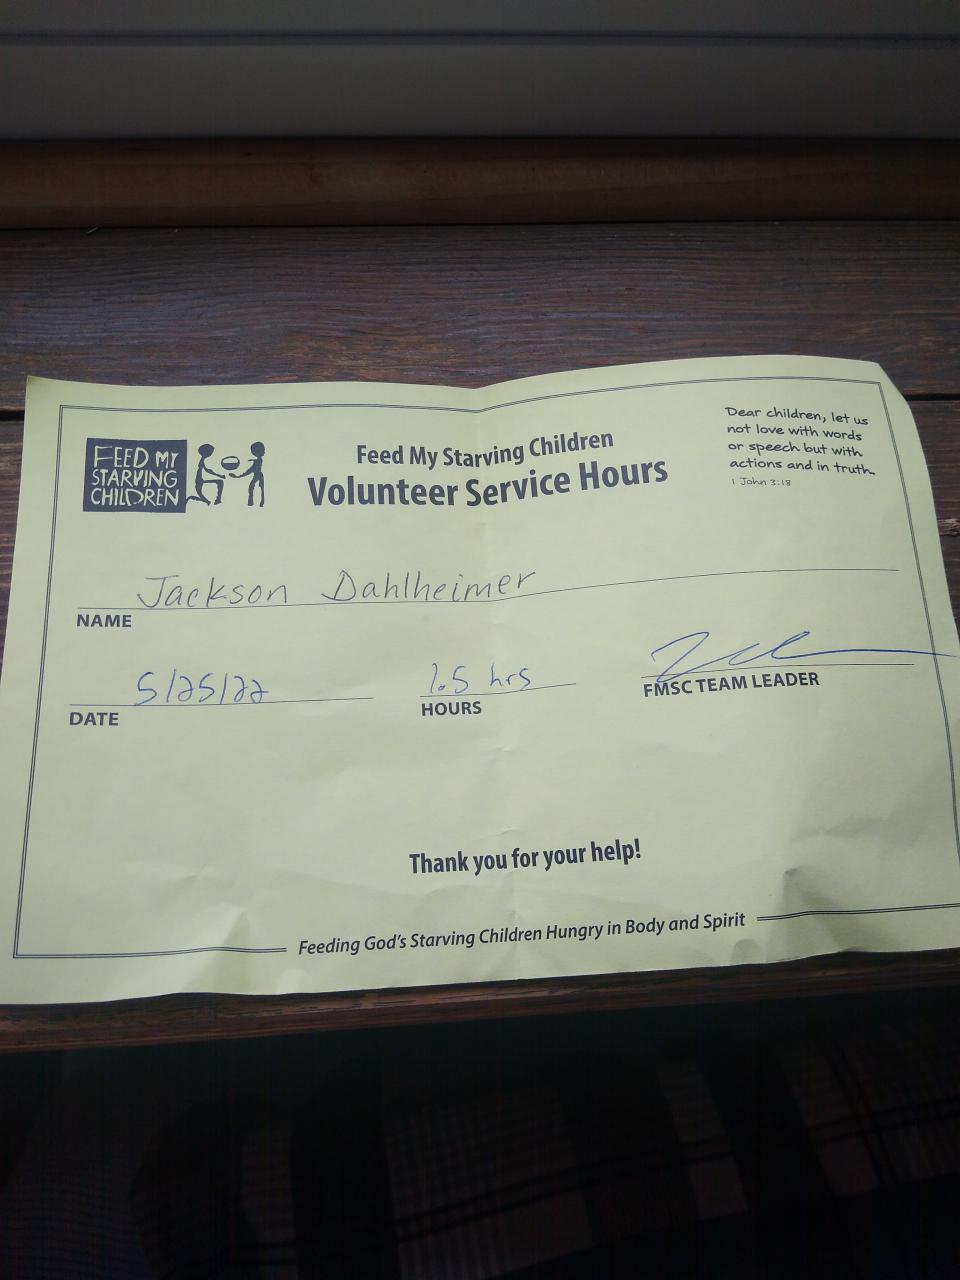 FEED MY
STARVING
CHILDREN
Feed My Starving Children
Volunteer Service Hours
Dear children, let us
not love with words
or speech but with
actions and in truth.
1 John 3:18
Jackson Dahlheimer
NAME
5/25/22
DATE
1.5 hrs
HOURS
FMSC TEAM LEADER
Thank you for your help!
Feeding God's Starving Children Hungry in Body and Spirit